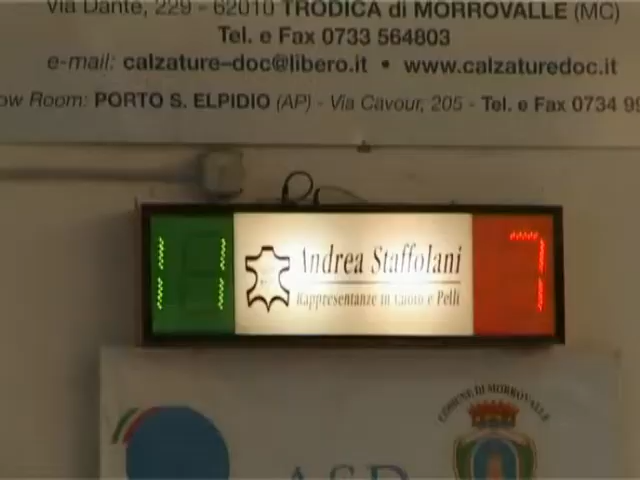 Via Dante, 229 - 62010 TRODICA di MORROVALLE (MC)
Tel. e Fax 0733 564803
e-mail: calzature-doc@libero.it • www.calzaturedoc.it
ow Room: PORTO S. ELPIDIO (AP) - Via Cavour, 205 - Tel. e Fax 0734 99
Andrea Staffolani
Rappresentanze in Cuoio e Pelli
COMUNE DI MORROVALLE